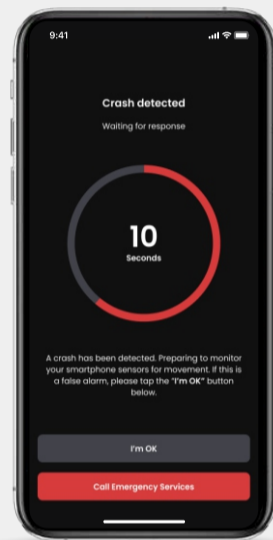 9:41
Crash detected
Waiting for response
10
Seconds
A crash has been detected. Preparing to monitor
your smartphone sensors for movement. If this is
a false alarm, please tap the “I’m OK” button
below.
I’m OK
Call Emergency Services